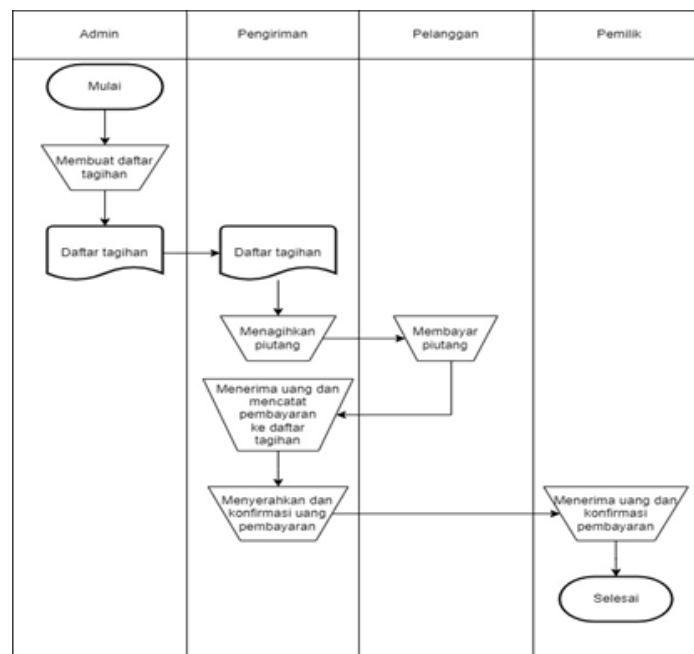 Admin
Pengiriman
Pelanggan
Pemilik
Mulai
Membuat daftar
tagihan
Daftar tagihan
Daftar tagihan
Menagihkan
piutang
Membayar
piutang
Menerima uang dan
mencatat
pembayaran
ke daftar
tagihan
Menyerahkan dan
konfirmasi uang
pembayaran
Menerima uang dan
konfirmasi
pembayaran
Selesai